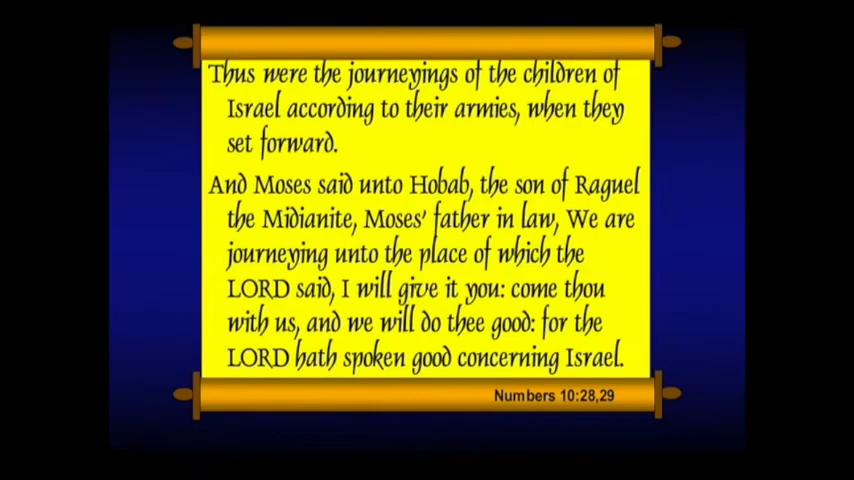 Thus were the journeyings of the children of
Israel according to their armies, when they
set forward.
And Moses said unto Hobab, the son of Raguel
the Midianite, Moses' father in law, We are
journeying unto the place of which the
LORD said, I will give it you: come thou
with us, and we will do thee good: for the
LORD hath spoken good concerning Israel.
Numbers 10:28,29